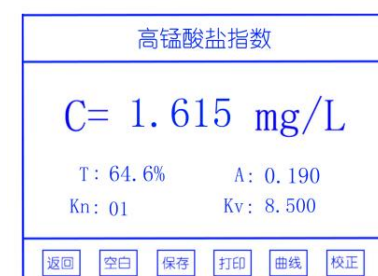 高锰酸盐指数
C= 1.615 mg/L
T: 64.6% A: 0.190
Kn: 01 Kv: 8.500
返回 空白 保存 打印 曲线 校正